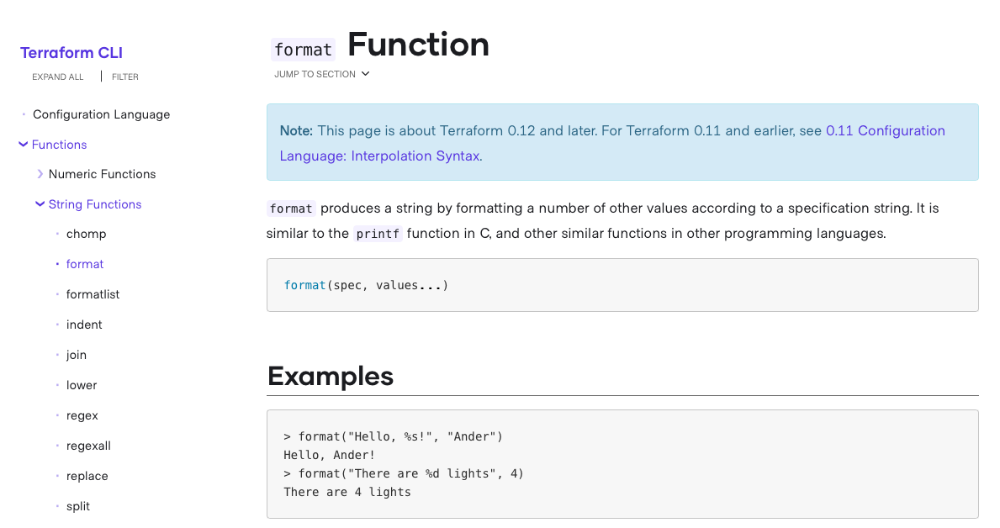 Terraform CLI
EXPAND ALL | FILTER
Configuration Language
Functions
Numeric Functions
String Functions
chomp
format
formatlist
indent
join
lower
regex
regexall
replace
split
format Function
JUMP TO SECTION
Note: This page is about Terraform 0.12 and later. For Terraform 0.11 and earlier, see 0.11 Configuration
Language: Interpolation Syntax.
format produces a string by formatting a number of other values according to a specification string. It is
similar to the printf function in C, and other similar functions in other programming languages.
format(spec, values...)
Examples
> format("Hello, %s!", "Ander")
Hello, Ander!
> format("There are %d lights", 4)
There are 4 lights